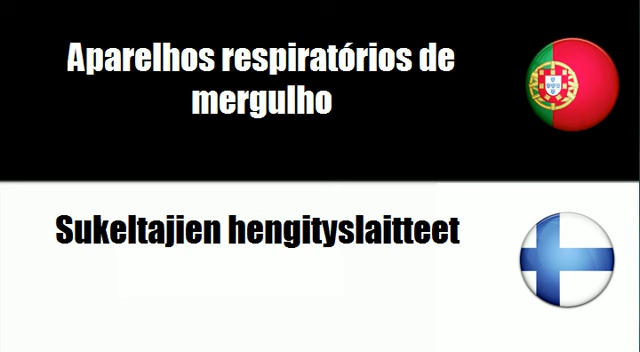 Aparelhos respiratórios de
mergulho
Sukeltajien hengityslaitteet